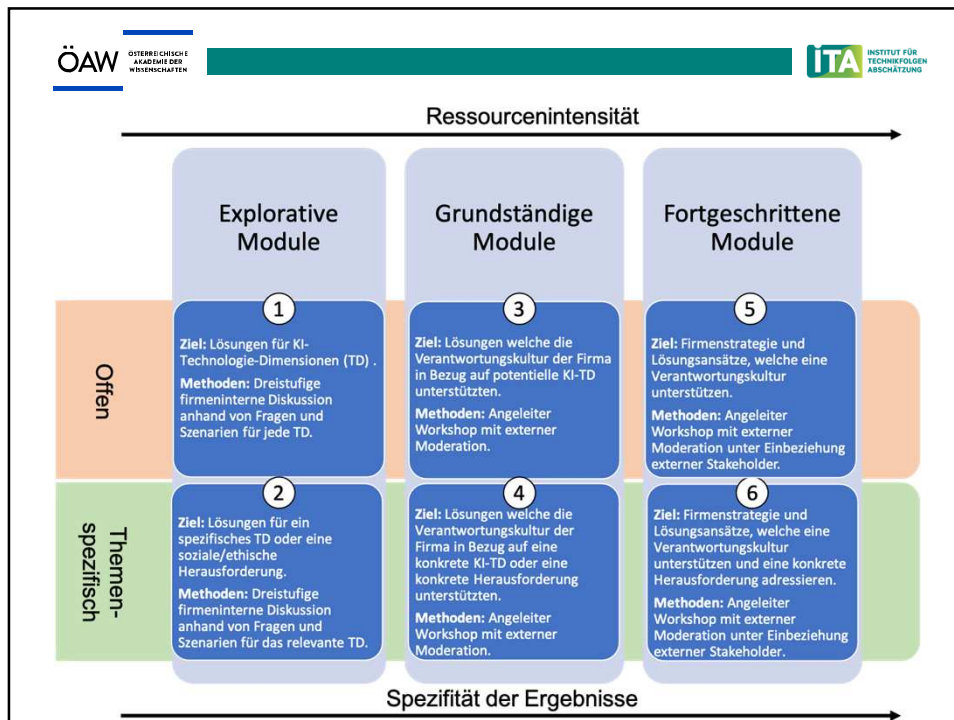 ÖAW
ÖSTERREICHISCHE
AKADEMIE DER
WISSENSCHAFTEN
iTA
INSTITUT FÜR
TECHNIKFOLGEN
ABSCHÄTZUNG
Ressourcenintensität
Explorative
Module
Grundständige
Module
Fortgeschrittene
Module
Offen
1
Ziel: Lösungen für KI-
Technologie-Dimensionen (TD) .
Methoden: Dreistufige
firmeninterne Diskussion
anhand von Fragen und
Szenarien für jede TD.
3
Ziel: Lösungen welche die
Verantwortungskultur der Firma
in Bezug auf potentielle KI-TD
unterstützten.
Methoden: Angeleiter
Workshop mit externer
Moderation.
5
Ziel: Firmenstrategie und
Lösungsansätze, welche eine
Verantwortungskultur
unterstützen.
Methoden: Angeleiter
Workshop mit externer
Moderation unter Einbeziehung
externer Stakeholder.
Themen-
spezifisch
2
Ziel: Lösungen für ein
spezifisches TD oder eine
soziale/ethische
Herausforderung.
Methoden: Dreistufige
firmeninterne Diskussion
anhand von Fragen und
Szenarien für das relevante TD.
4
Ziel: Lösungen welche die
Verantwortungskultur der
Firma in Bezug auf eine
konkrete KI-TD oder eine
konkrete Herausforderung
unterstützten.
Methoden: Angeleiter
Workshop mit externer
Moderation.
6
Ziel: Firmenstrategie und
Lösungsansätze, welche eine
Verantwortungskultur
unterstützen und eine konkrete
Herausforderung adressieren.
Methoden: Angeleiter
Workshop mit externer
Moderation unter Einbeziehung
externer Stakeholder.
Spezifität der Ergebnisse